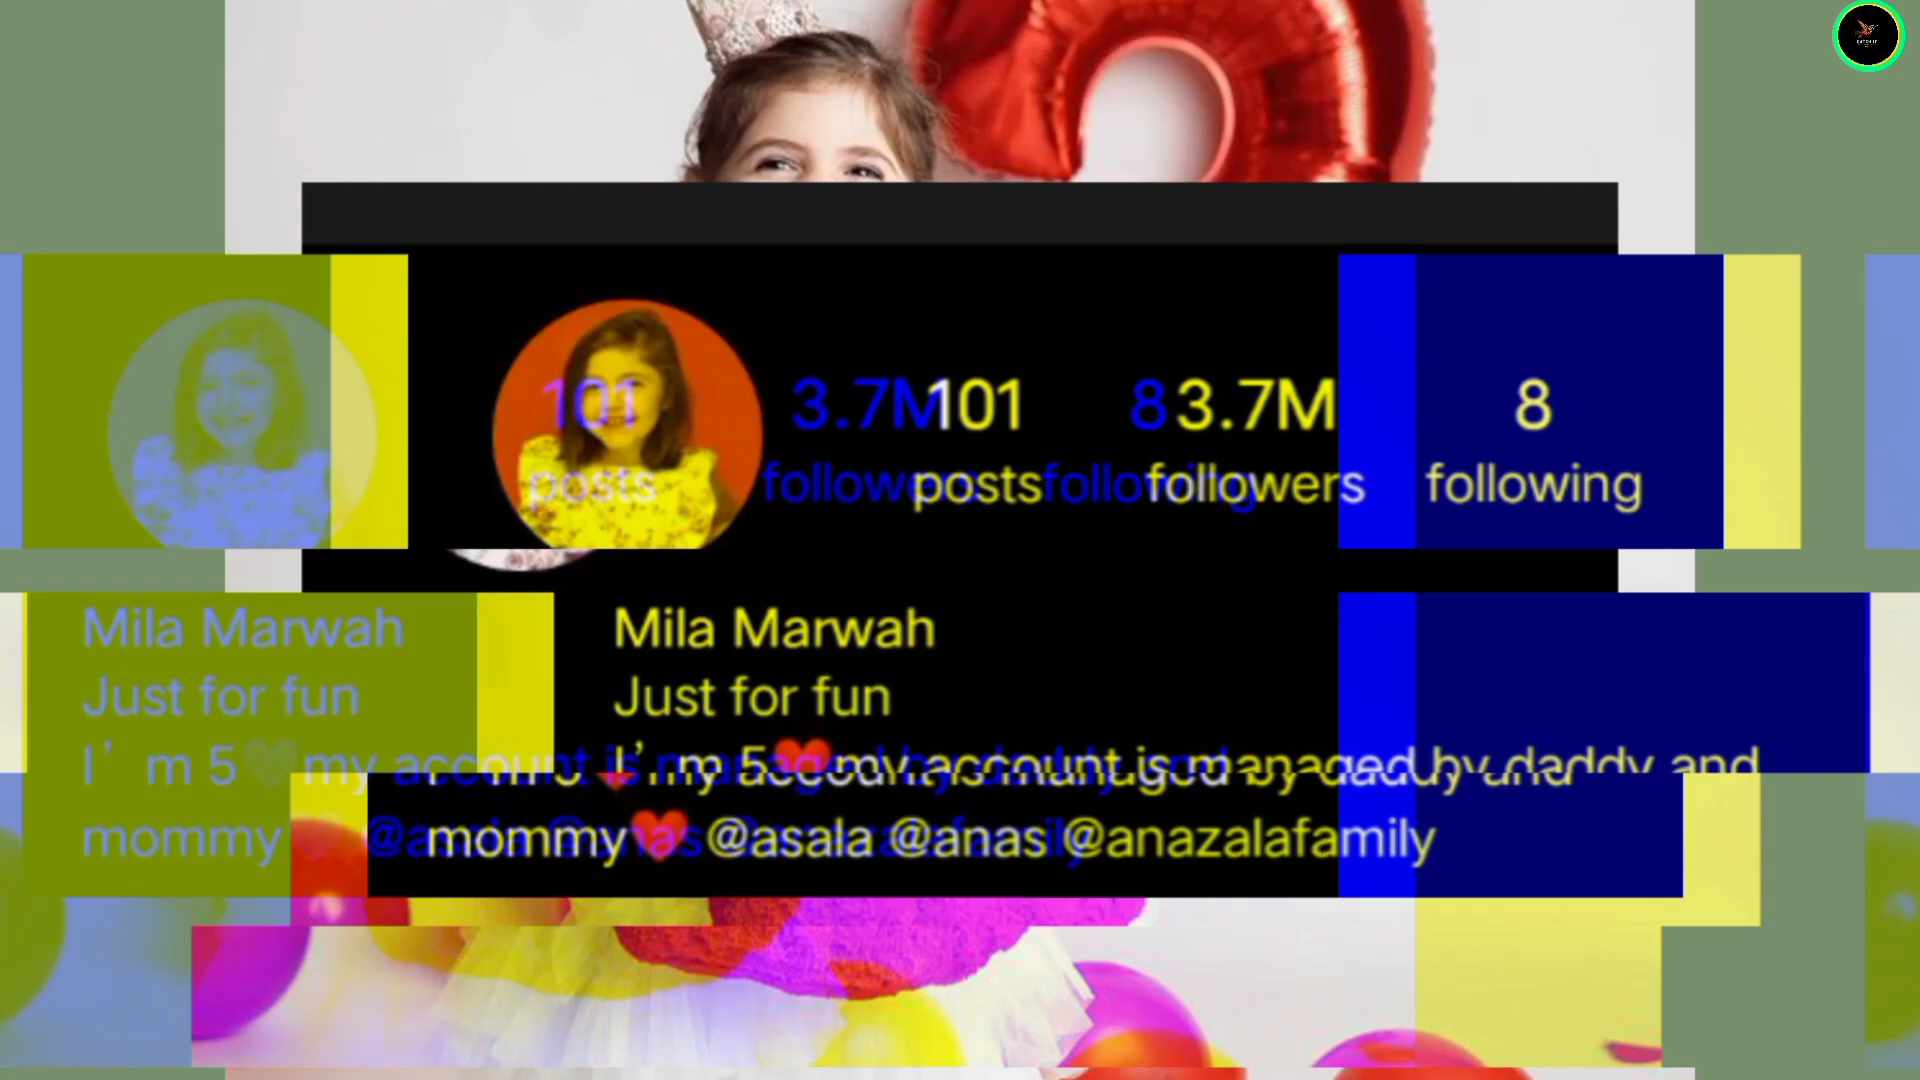 101 3.7M 8
posts followers following
Mila Marwah
Just for fun
I'm 5❤️my account is managed by daddy and
mommy❤️@asala @anas @anazalafamily